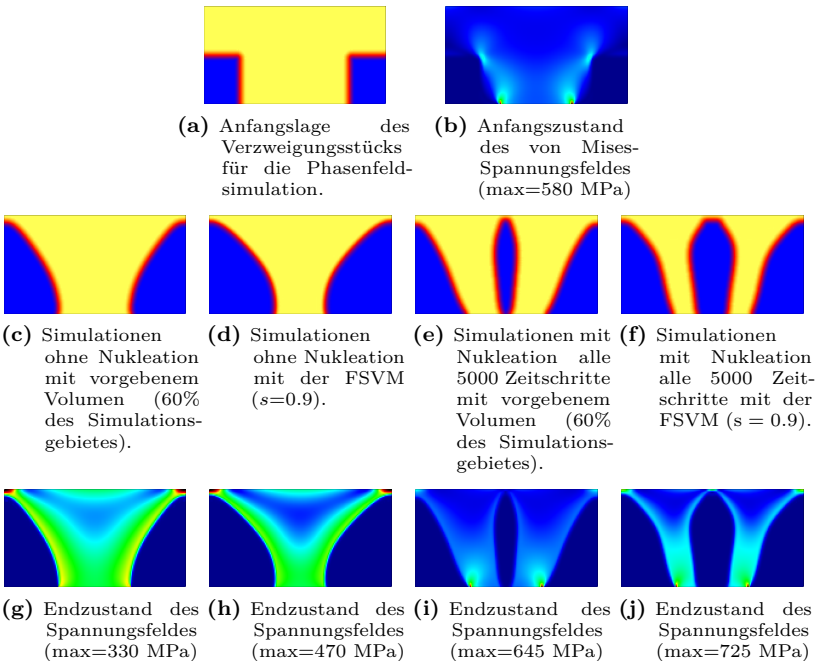 (a) Anfangslage des
Verzweigungsstücks
für die Phasenfeld-
simulation.
(b) Anfangszustand
des von Mises-
Spannungsfeldes
(max=580 MPa)
(c) Simulationen
ohne Nukleation
mit vorgebenem
Volumen (60%
des Simulations-
gebietes).
(d) Simulationen
ohne Nukleation
mit der FSVM
(s=0.9).
(e) Simulationen mit
Nukleation alle
5000 Zeitschritte
mit vorgebenem
Volumen (60%
des Simulations-
gebietes).
(f) Simulationen
mit Nukleation
alle 5000 Zeit-
schritte mit der
FSVM (s = 0.9).
(g) Endzustand des
Spannungsfeldes
(max=330 MPa)
(h) Endzustand des
Spannungsfeldes
(max=470 MPa)
(i) Endzustand des
Spannungsfeldes
(max=645 MPa)
(j) Endzustand des
Spannungsfeldes
(max=725 MPa)